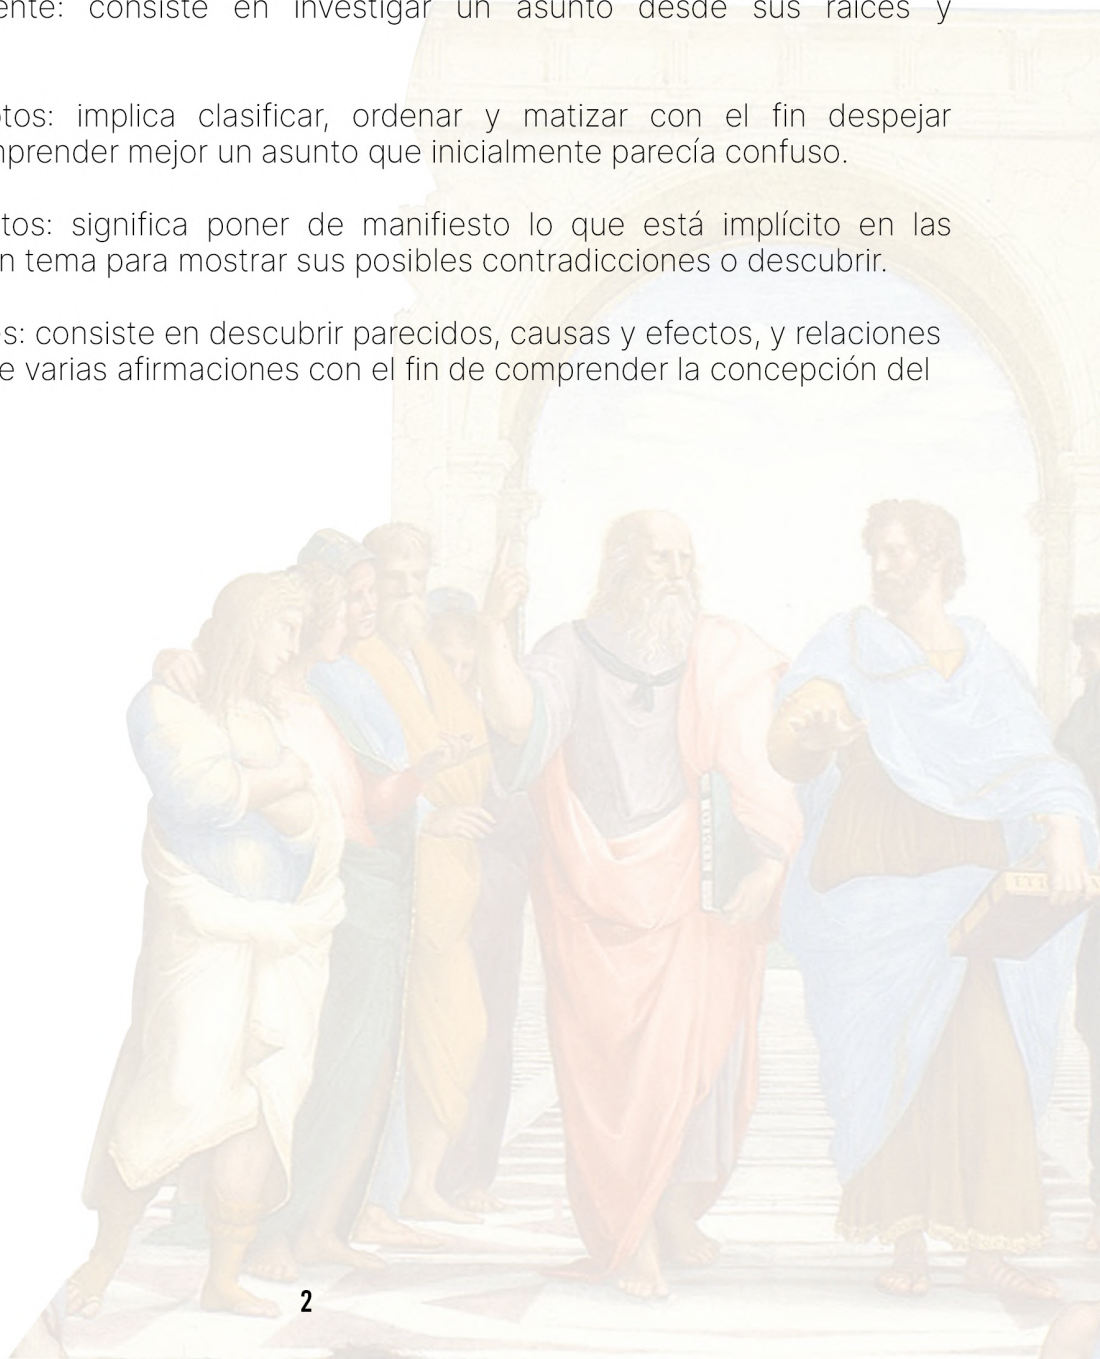 ente: consiste en investigar un asunto desde sus raíces y
ptos: implica clasificar, ordenar y matizar con el fin despejar
mprender mejor un asunto que inicialmente parecía confuso.
tos: significa poner de manifiesto lo que está implícito en las
n tema para mostrar sus posibles contradicciones o descubrir.
s: consiste en descubrir parecidos, causas y efectos, y relaciones
e varias afirmaciones con el fin de comprender la concepción del
2